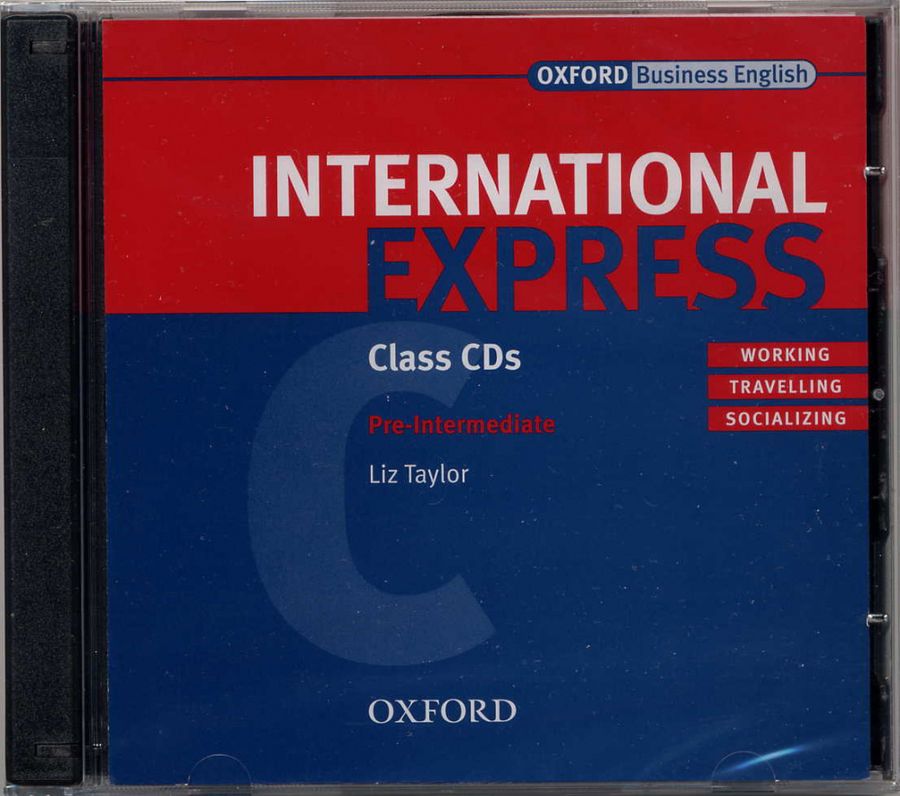 OXFORD Business English
INTERNATIONAL
EXPRESS
Class CDs
WORKING
TRAVELLING
SOCIALIZING
Pre-Intermediate
Liz Taylor
C
OXFORD